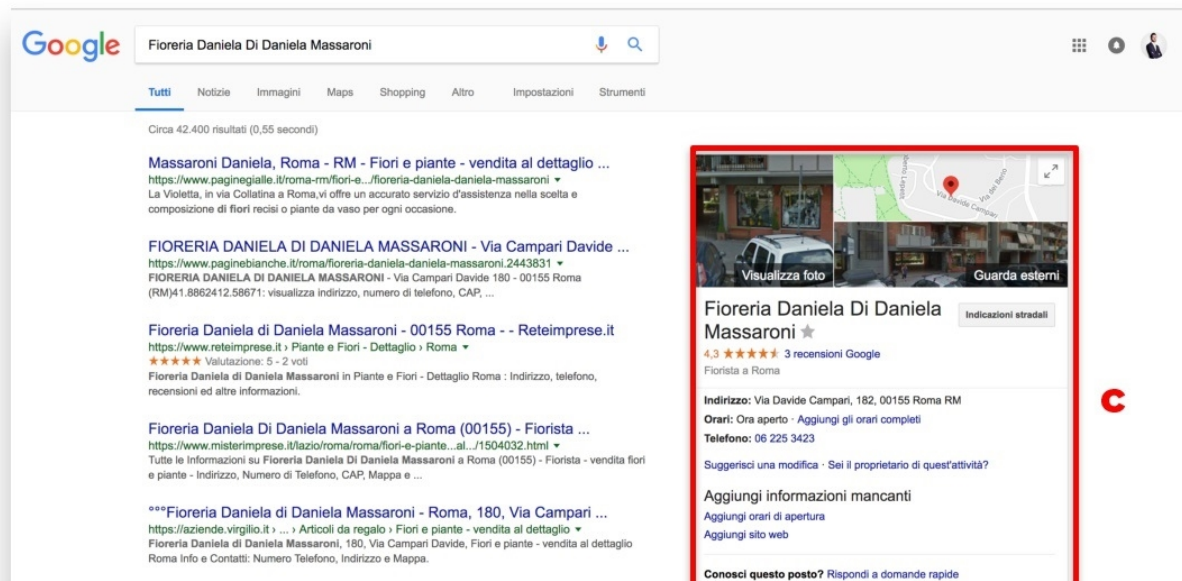 Google
Fioreria Daniela Di Daniela Massaroni
Tutti Notizie Immagini Maps Shopping Altro Impostazioni Strumenti
Circa 42.400 risultati (0,55 secondi)
Massaroni Daniela, Roma - RM - Fiori e piante - vendita al dettaglio ...
https://www.paginegialle.it/roma-rm/fiori-e.../fioreria-daniela-daniela-massaroni
La Violetta, in via Collatina a Roma,vi offre un accurato servizio d'assistenza nella scelta e
composizione di fiori recisi o piante da vaso per ogni occasione.
FIORERIA DANIELA DI DANIELA MASSARONI - Via Campari Davide ...
https://www.paginebianche.it/roma/fioreria-daniela-daniela-massaroni.2443831
FIORERIA DANIELA DI DANIELA MASSARONI - Via Campari Davide 180 - 00155 Roma
(RM)41.8862412.58671: visualizza indirizzo, numero di telefono, CAP, ...
Fioreria Daniela di Daniela Massaroni - 00155 Roma - - Reteimprese.it
https://www.reteimprese.it › Piante e Fiori - Dettaglio › Roma
★★★★★ Valutazione: 5 - 2 voti
Fioreria Daniela di Daniela Massaroni in Piante e Fiori - Dettaglio Roma : Indirizzo, telefono,
recensioni ed altre informazioni.
Fioreria Daniela Di Daniela Massaroni a Roma (00155) - Fiorista ...
https://www.misterimprese.it/lazio/roma/roma/fiori-e-piante...al.../1504032.html
Tutte le Informazioni su Fioreria Daniela Di Daniela Massaroni a Roma (00155) - Fiorista - vendita fiori
e piante - Indirizzo, Numero di Telefono, CAP, Mappa e ...
°°°Fioreria Daniela di Daniela Massaroni - Roma, 180, Via Campari ...
https://aziende.virgilio.it › ... › Articoli da regalo › Fiori e piante - vendita al dettaglio
Fioreria Daniela di Daniela Massaroni, 180, Via Campari Davide, Fiori e piante - vendita al dettaglio
Roma Info e Contatti: Numero Telefono, Indirizzo e Mappa.
Via Davide Campari
Via del Beno
Visualizza foto
Guarda esterni
Fioreria Daniela Di Daniela
Massaroni
Indicazioni stradali
4,3 ★★★★★ 3 recensioni Google
Fiorista a Roma
Indirizzo: Via Davide Campari, 182, 00155 Roma RM
Orari: Ora aperto · Aggiungi gli orari completi
Telefono: 06 225 3423
Suggerisci una modifica · Sei il proprietario di quest'attività?
Aggiungi informazioni mancanti
Aggiungi orari di apertura
Aggiungi sito web
Conosci questo posto? Rispondi a domande rapide
C